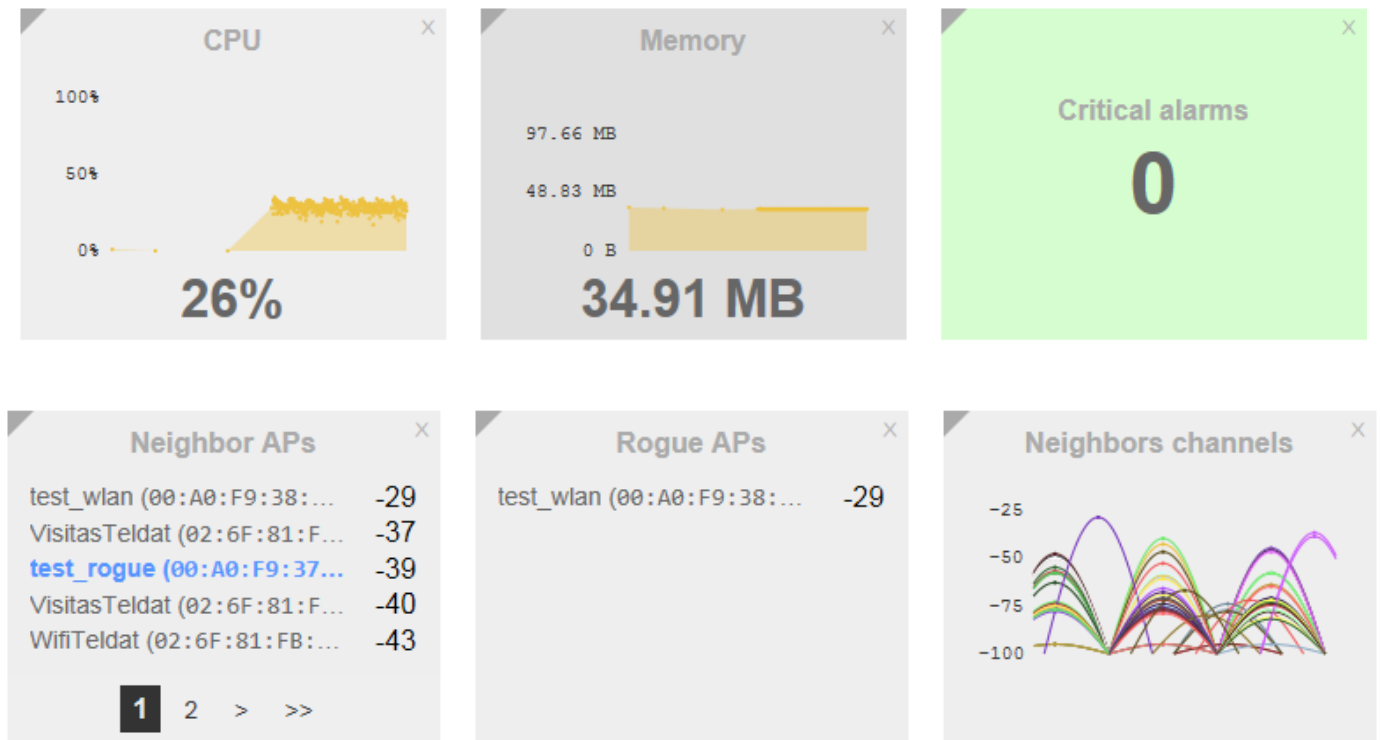 CPU
X
100%
50%
0%
26%
Memory
X
97.66 MB
48.83 MB
0 B
34.91 MB
X
Critical alarms
0
Neighbor APs
X
test_wlan (00:A0:F9:38:... -29
VisitasTeldat (02:6F:81:F... -37
test_rogue (00:A0:F9:37... -39
VisitasTeldat (02:6F:81:F... -40
WifiTeldat (02:6F:81:FB:... -43
1 2 > >>
Rogue APs
X
test_wlan (00:A0:F9:38:... -29
Neighbors channels
X
-25
-50
-75
-100